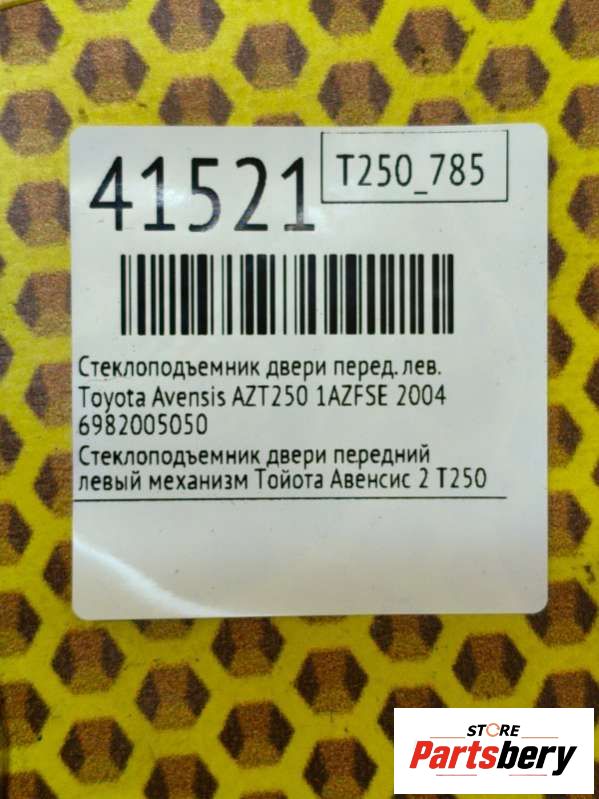 41521
T250_785
Стеклоподъемник двери перед. лев.
Toyota Avensis AZT250 1AZFSE 2004
6982005050
Стеклоподъемник двери передний
левый механизм Тойота Авенсис 2 Т250
STORE
Partsbery